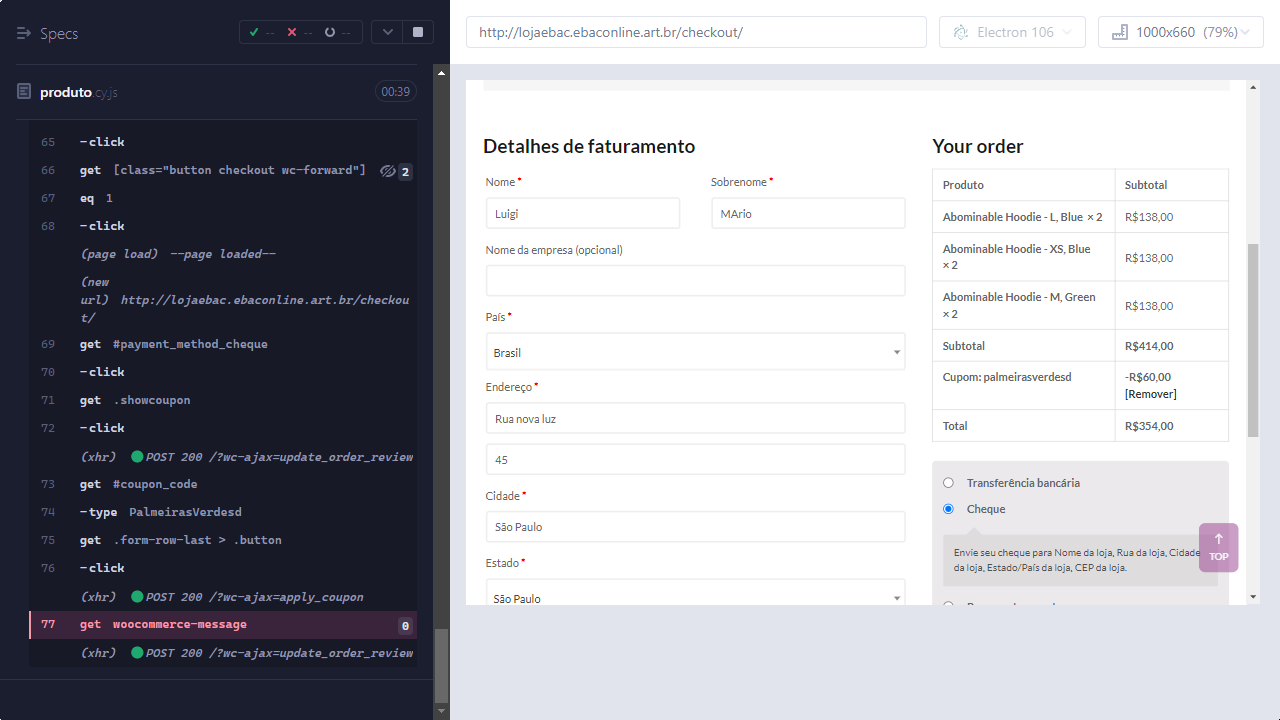 Specs
-- -- --
produto.cy.js
00:39
65 -click
66 get [class="button checkout wc-forward"] 2
67 eq 1
68 -click
(page load) --page loaded--
(new
url) http://lojaebac.ebaconline.art.br/checkou
t/
69 get #payment_method_cheque
70 -click
71 get .showcoupon
72 -click
(xhr) POST 200 /?wc-ajax=update_order_review
73 get #coupon_code
74 -type PalmeirasVerdesd
75 get .form-row-last > .button
76 -click
(xhr) POST 200 /?wc-ajax=apply_coupon
77 get woocommerce-message 0
(xhr) POST 200 /?wc-ajax=update_order_review
http://lojaebac.ebaconline.art.br/checkout/
Electron 106
1000x660 (79%)
Detalhes de faturamento
Nome *
Sobrenome *
Luigi
MArio
Nome da empresa (opcional)
País *
Brasil
Endereço *
Rua nova luz
45
Cidade *
São Paulo
Estado *
São Paulo
Your order
Produto Subtotal
Abominable Hoodie - L, Blue × 2 R$138,00
Abominable Hoodie - XS, Blue
× 2
R$138,00
Abominable Hoodie - M, Green
× 2
R$138,00
Subtotal R$414,00
Cupom: palmeirasverdesd -R$60,00
[Remover]
Total R$354,00
Transferência bancária
Cheque
Envie seu cheque para Nome da loja, Rua da loja, Cidade
da loja, Estado/País da loja, CEP da loja.
TOP